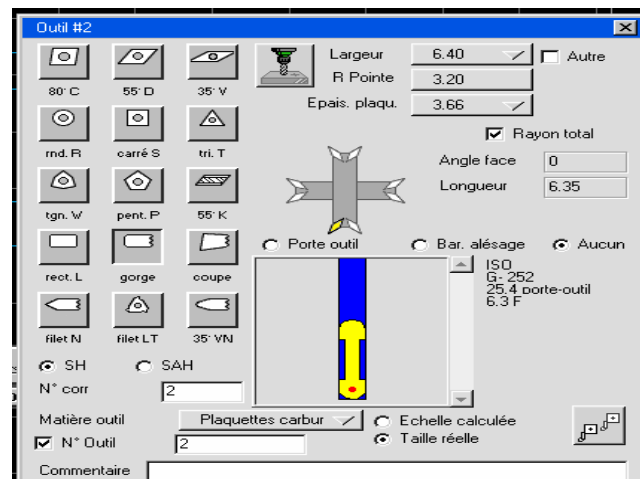 Outil #2
Largeur 6.40 Autre
R Pointe 3.20
Epais. plaqu. 3.66
80° C 55° D 35° V
Rayon total
rnd. R carré S tri. T
Angle face 0
Longueur 6.35
tgn. W pent. P 55° K
Porte outil Bar. alésage Aucun
rect. L gorge coupe
ISO
G- 252
25.4 porte-outil
6.3 F
filet N filet LT 35° VN
SH SAH
N° corr 2
Matière outil Plaquettes carbur Echelle calculée
N° Outil 2 Taille réelle
Commentaire